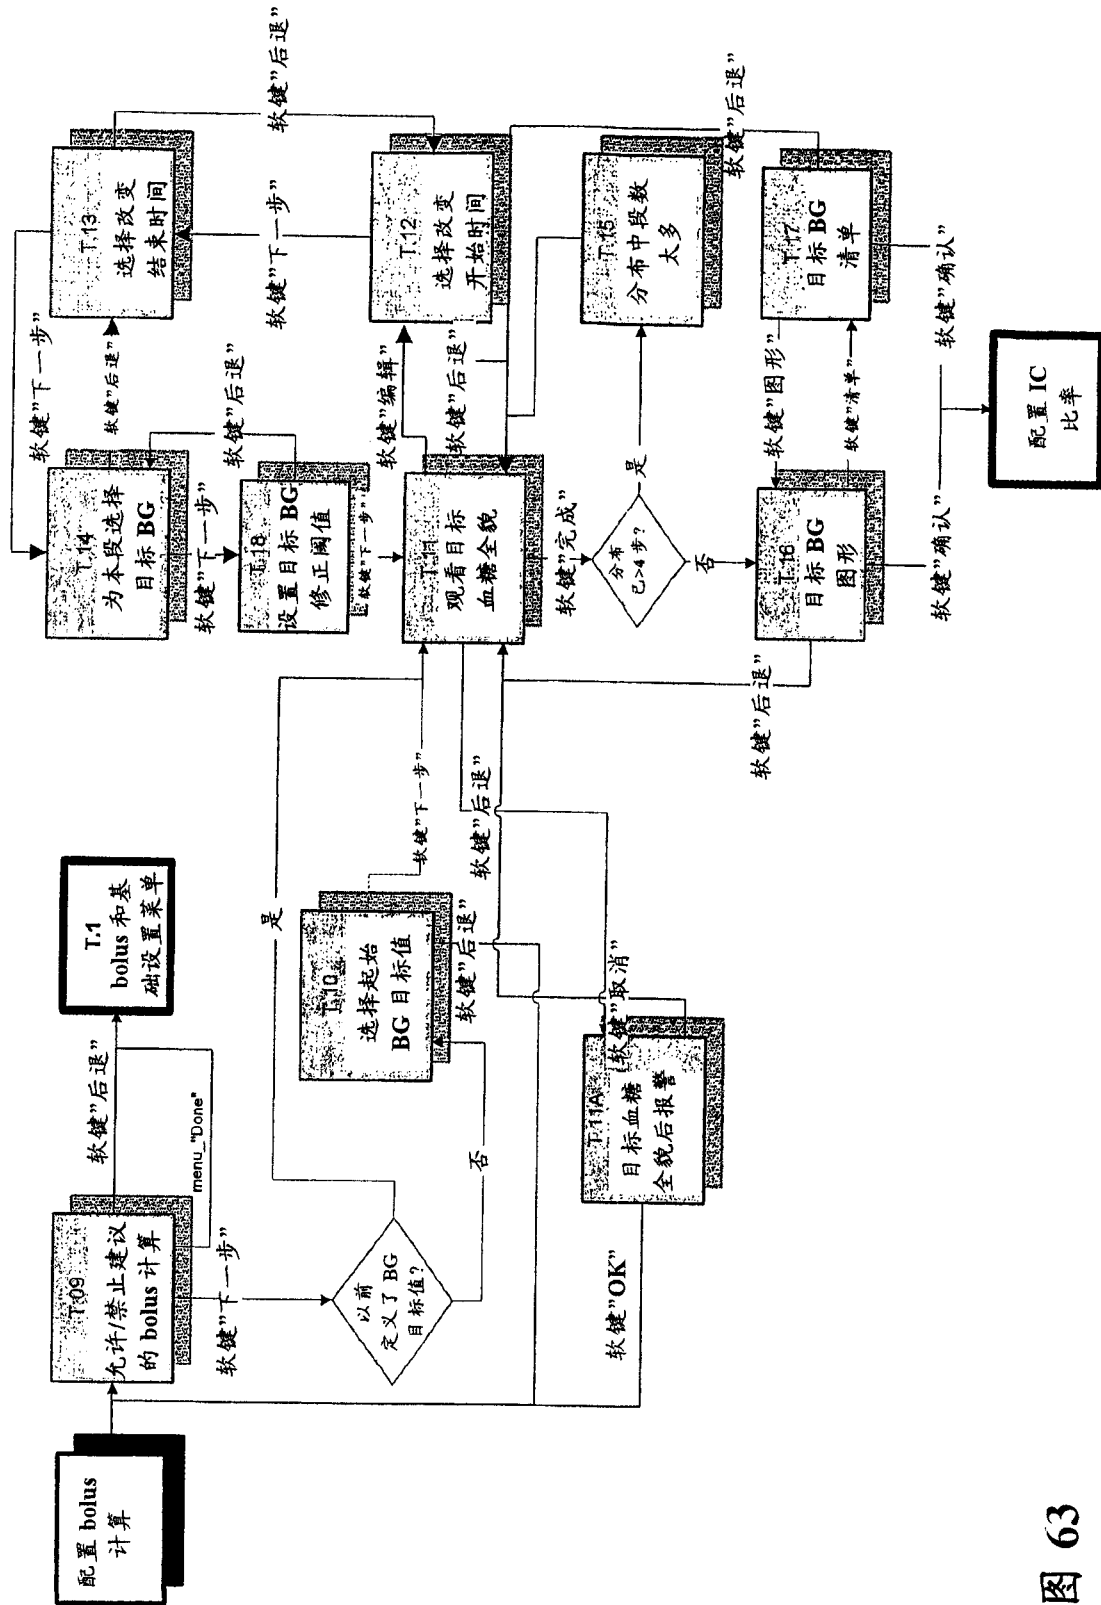 配置 bolus
计算
T.09
允许/禁止建议
的 bolus 计算
软键”后退”
menu_"Done"
软键”下一步”
T.1
bolus 和基
础设置菜单
以前
定义了 BG
目标值？
是
否
T.10
选择起始
BG 目标值
软键”下一步”
软键”后退”
T.11A
目标血糖
全貌后报警
软键”OK”
软键”取消”
软键”后退”
T.14
为本段选择
目标 BG
软键”下一步”
软键”后退”
软键”下一步”
T.13
选择改变
结束时间
软键”后退”
T.18
设置目标 BG
修正阈值
软键”后退”
软键”下一步”
T.12
选择改变
开始时间
软键”下一步”
T.11
观看目标
血糖全貌
软键”编辑”
软键”后退”
软键”完成”
分布
已>4 步？
是
否
T.15
分布中段数
太多
T.16
目标 BG
图形
软键”后退”
软键”图形”
软键”清单”
T.17
目标 BG
清单
软键”后退”
软键”确认”
软键”确认”
配置 IC
比率
图 63